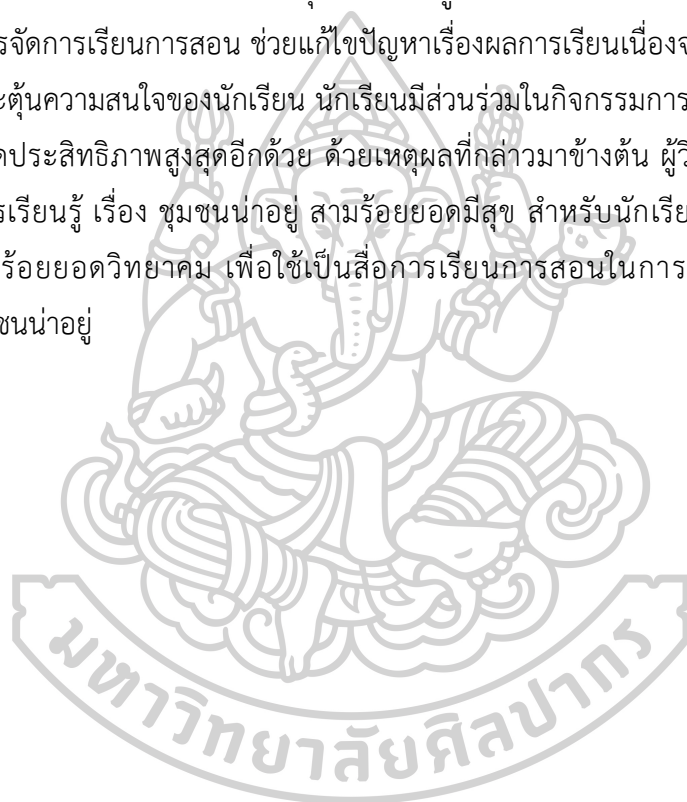 รจัดการเรียนการสอน ช่วยแก้ไขปัญหาเรื่องผลการเรียนเนื่องจ
ะตุ้นความสนใจของนักเรียน นักเรียนมีส่วนร่วมในกิจกรรมการ
ดประสิทธิภาพสูงสุดอีกด้วย ด้วยเหตุผลที่กล่าวมาข้างต้น ผู้วิ
รเรียนรู้ เรื่อง ชุมชนน่าอยู่ สามร้อยยอดมีสุข สำหรับนักเรีย
ร้อยยอดวิทยาคม เพื่อใช้เป็นสื่อการเรียนการสอนในการ
ชนน่าอยู่
มหาวิทยาลัยศิลปากร